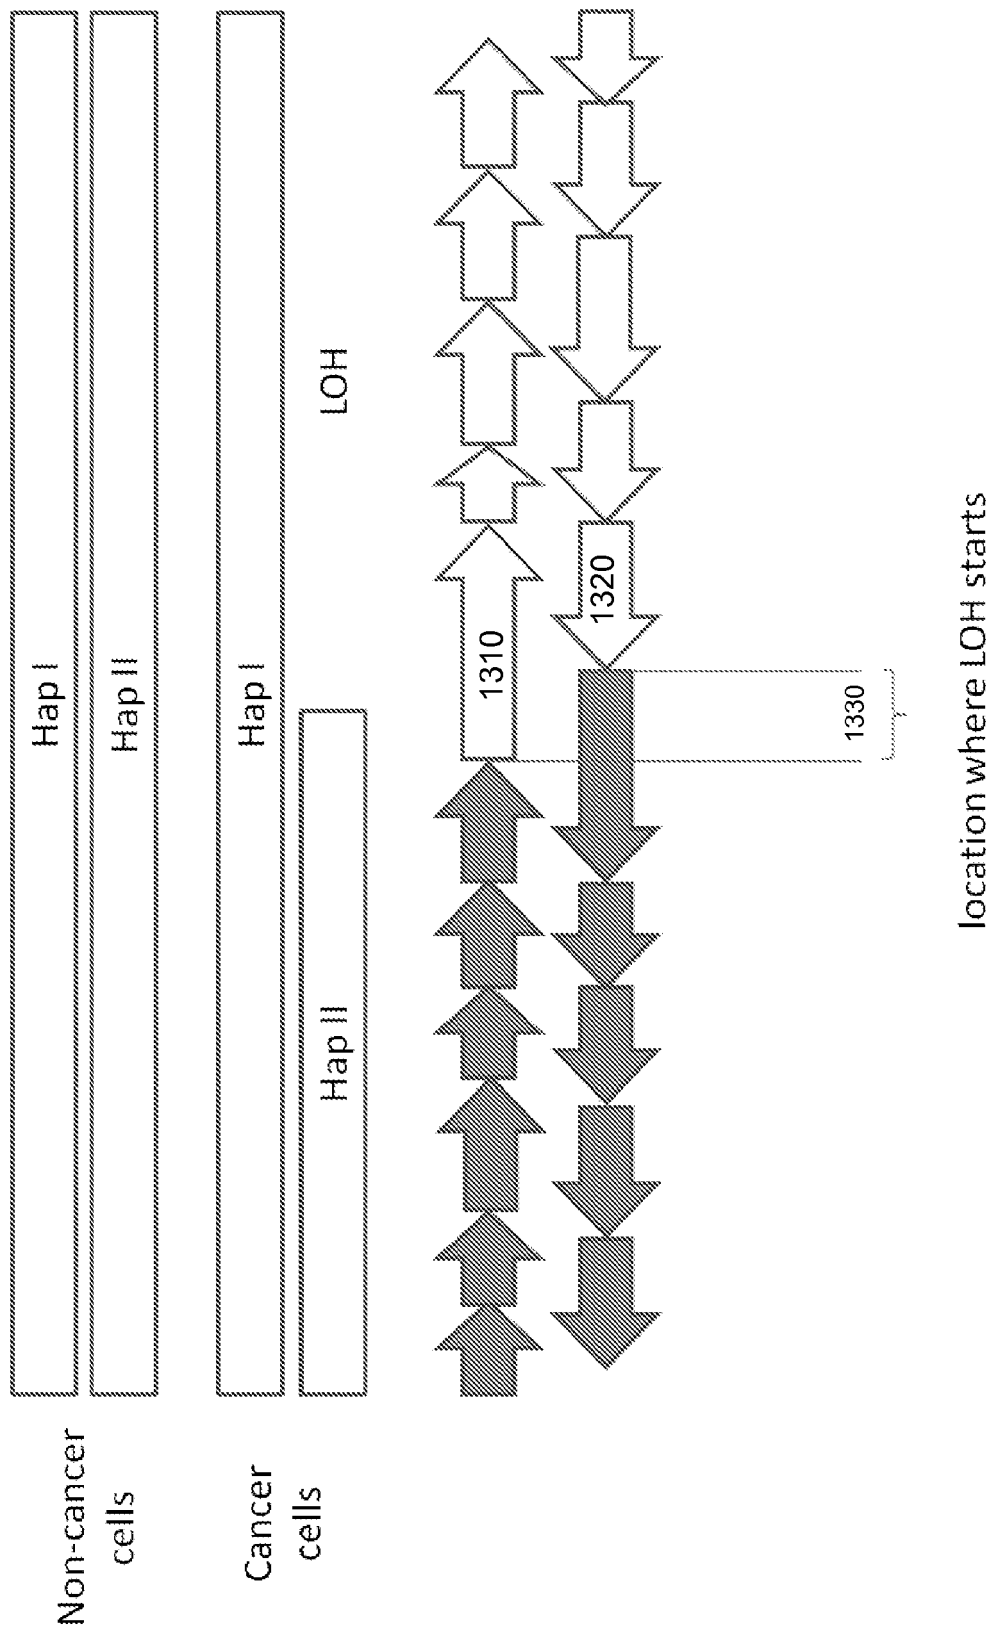 Non-cancer
cells
Hap I
Hap II
Cancer
cells
Hap I
Hap II
LOH
1310
1320
1330
location where LOH starts